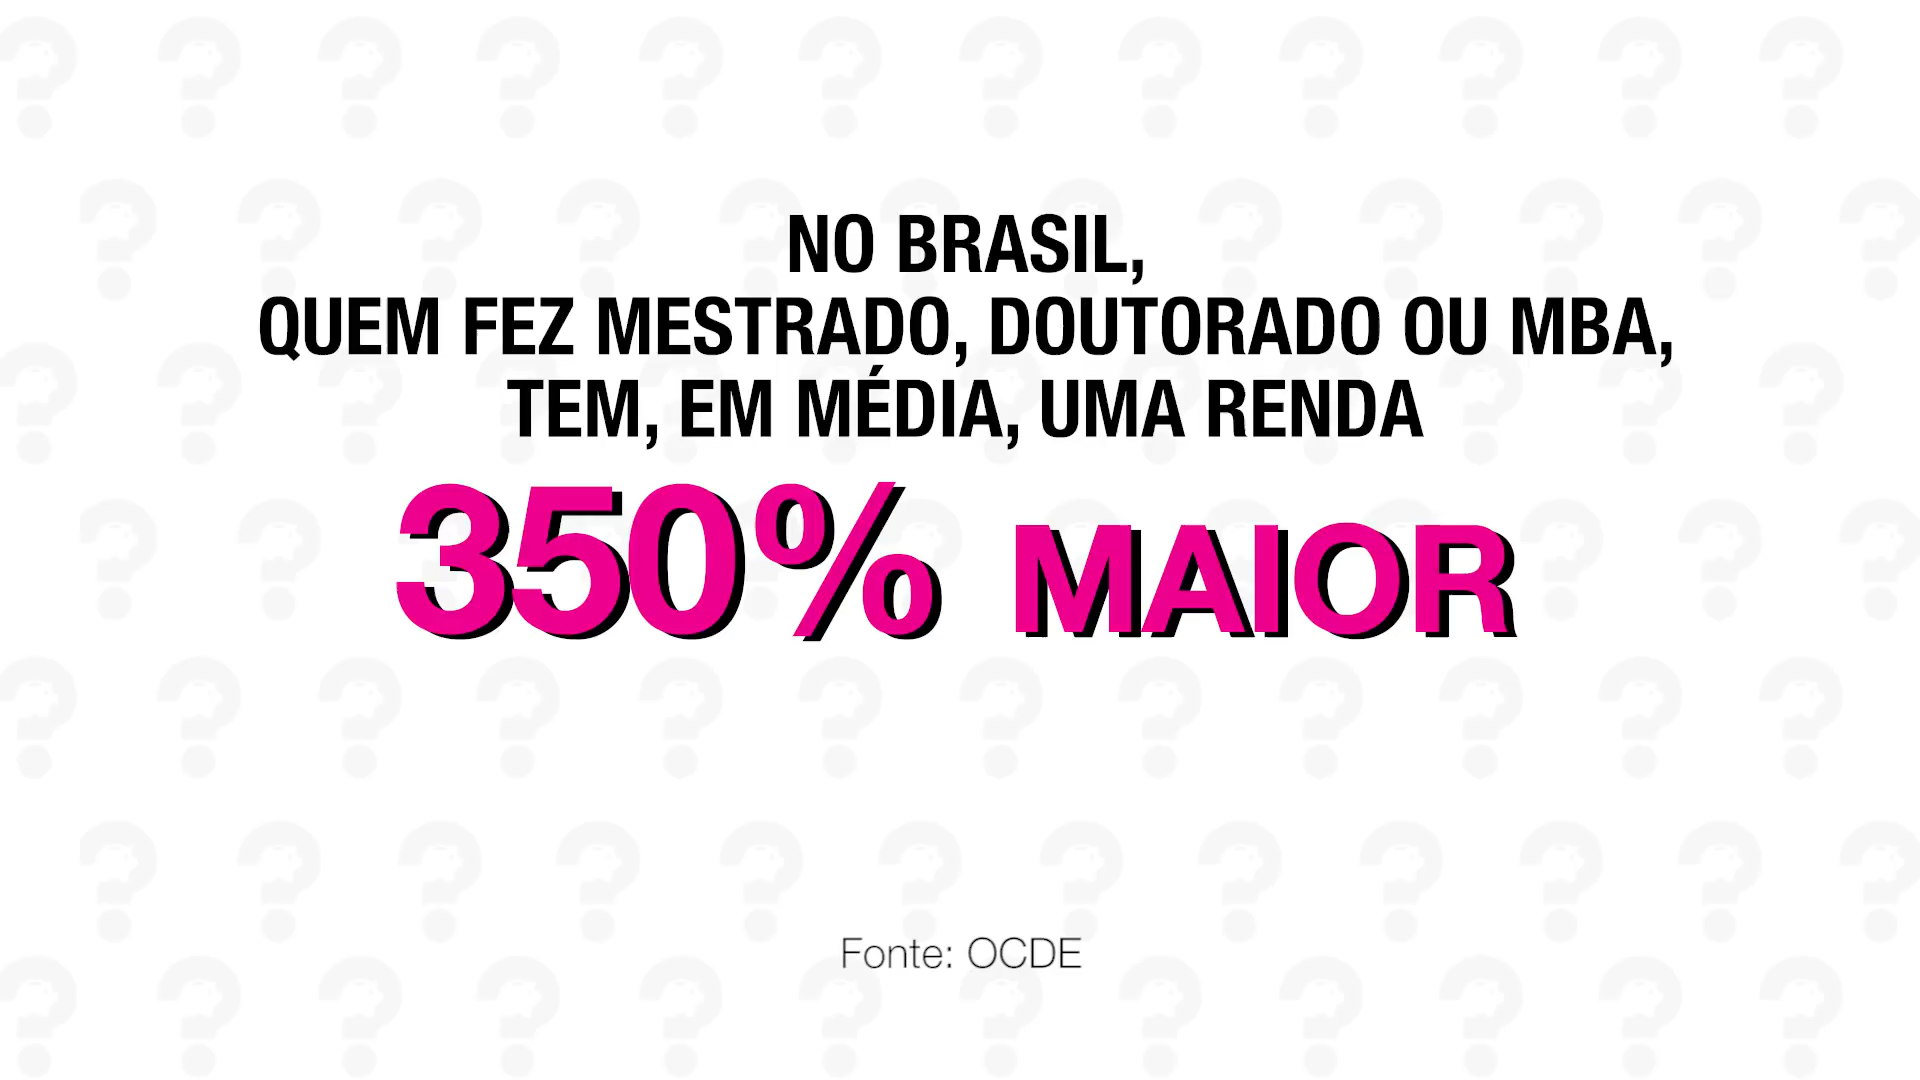 NO BRASIL,
QUEM FEZ MESTRADO, DOUTORADO OU MBA,
TEM, EM MÉDIA, UMA RENDA
350% MAIOR
Fonte: OCDE